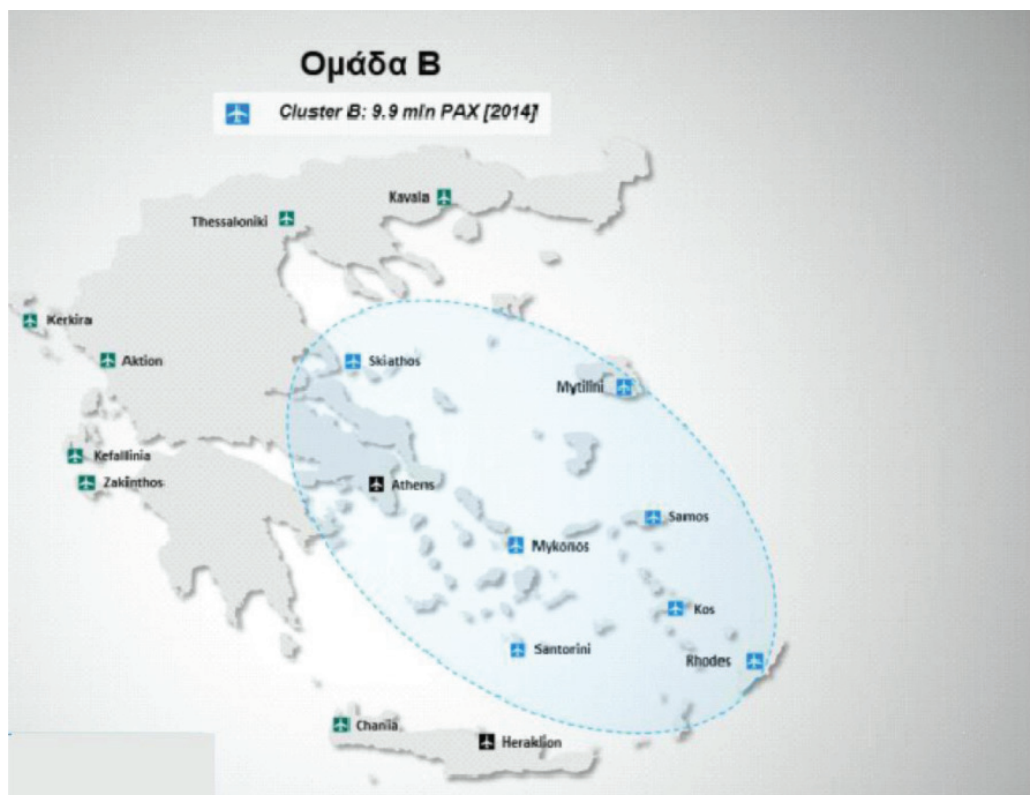 Ομάδα Β
Cluster B: 9.9 mln PAX [2014]
Kavala
Thessaloniki
Kerkira
Aktion
Skiathos
Mytilini
Kefallinia
Zakinthos
Athens
Samos
Mykonos
Kos
Santorini
Rhodes
Chania
Heraklion